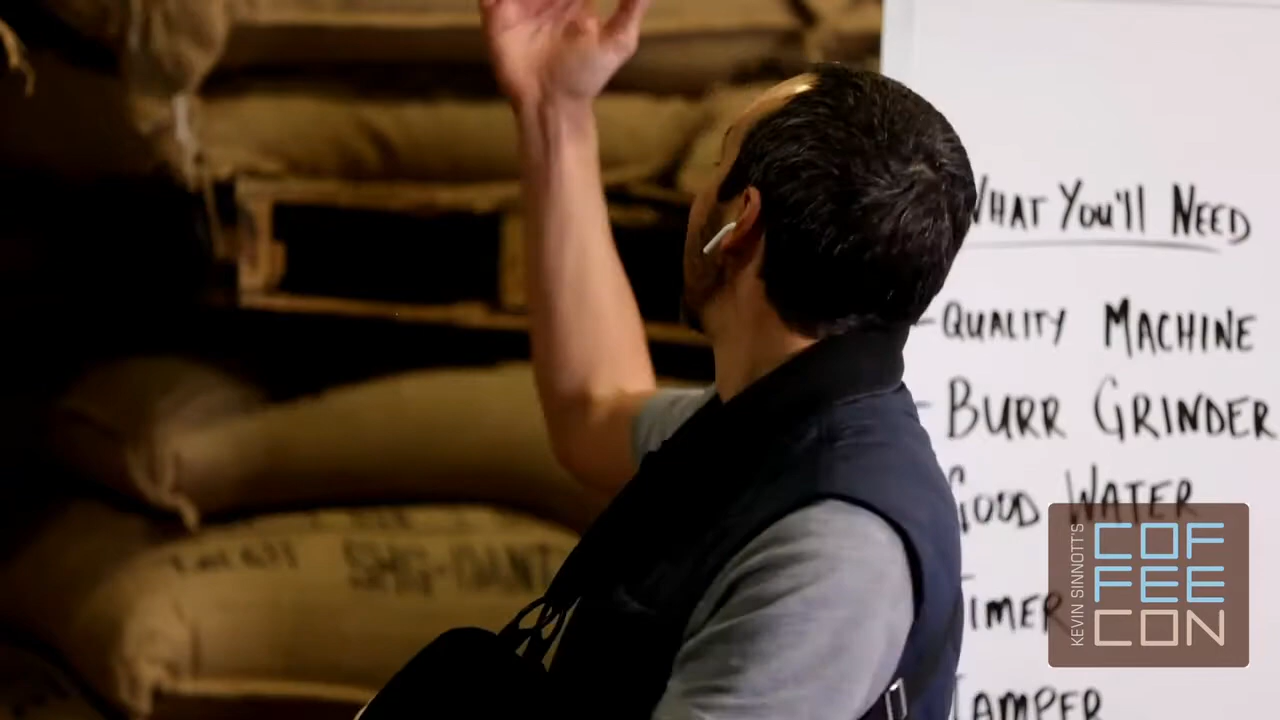 What You'll Need
- Quality Machine
- Burr Grinder
Good Water
Timer
Tamper
KEVIN SINNOTT'S
COF
FEE
CON